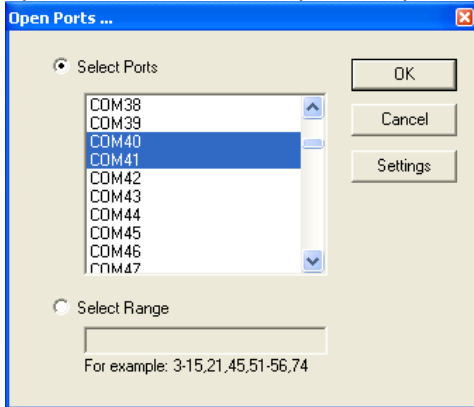 Open Ports ...
Select Ports
OK
COM38
COM39
Cancel
COM40
COM41
Settings
COM42
COM43
COM44
COM45
COM46
COM47
Select Range
For example: 3-15,21,45,51-56,74